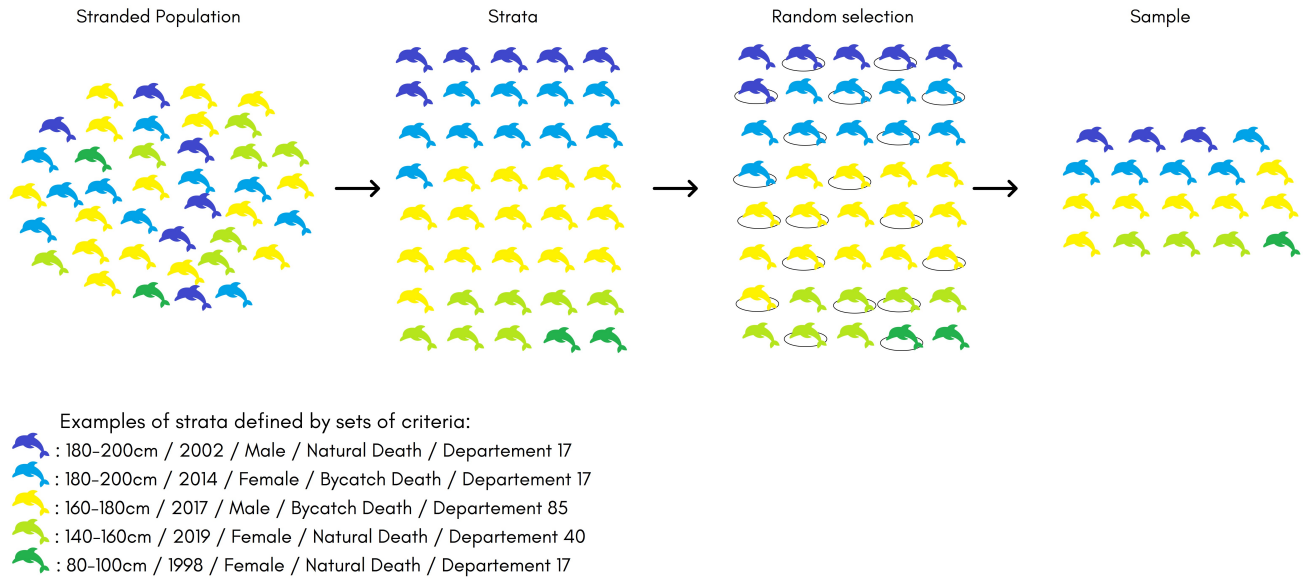 Stranded Population
Strata
Random selection
Sample
Examples of strata defined by sets of criteria:
: 180-200cm / 2002 / Male / Natural Death / Departement 17
: 180-200cm / 2014 / Female / Bycatch Death / Departement 17
: 160-180cm / 2017 / Male / Bycatch Death / Departement 85
: 140-160cm / 2019 / Female / Natural Death / Departement 40
: 80-100cm / 1998 / Female / Natural Death / Departement 17